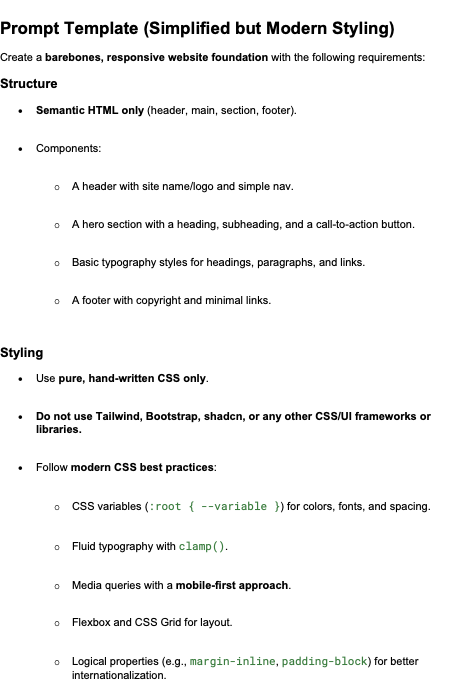 Prompt Template (Simplified but Modern Styling)
Create a barebones, responsive website foundation with the following requirements:
Structure
• Semantic HTML only (header, main, section, footer).
• Components:
○ A header with site name/logo and simple nav.
○ A hero section with a heading, subheading, and a call-to-action button.
○ Basic typography styles for headings, paragraphs, and links.
○ A footer with copyright and minimal links.
Styling
• Use pure, hand-written CSS only.
• Do not use Tailwind, Bootstrap, shadcn, or any other CSS/UI frameworks or
libraries.
• Follow modern CSS best practices:
○ CSS variables (:root { --variable }) for colors, fonts, and spacing.
○ Fluid typography with clamp().
○ Media queries with a mobile-first approach.
○ Flexbox and CSS Grid for layout.
○ Logical properties (e.g., margin-inline, padding-block) for better
internationalization.